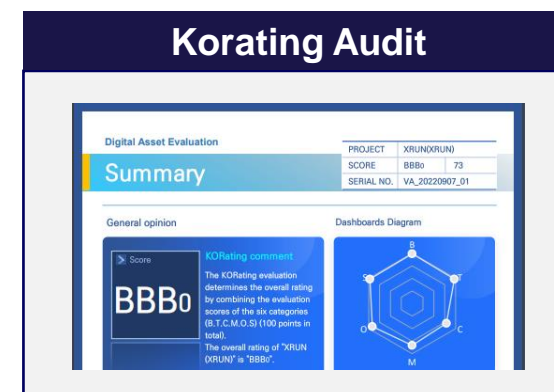 Korating Audit
Digital Asset Evaluation
Summary
PROJECT XRUN(XRUN)
SCORE BBB0 73
SERIAL NO. VA_20220907_01
General opinion
Dashboards Diagram
Score
BBB0
KORating comment
The KORating evaluation
determines the overall rating
by combining the evaluation
scores of the six categories
(B.T.C.M.O.S) (100 points in
total).
The overall rating of "XRUN
(XRUN)" is "BBB0".
B
S
T
O
C
M